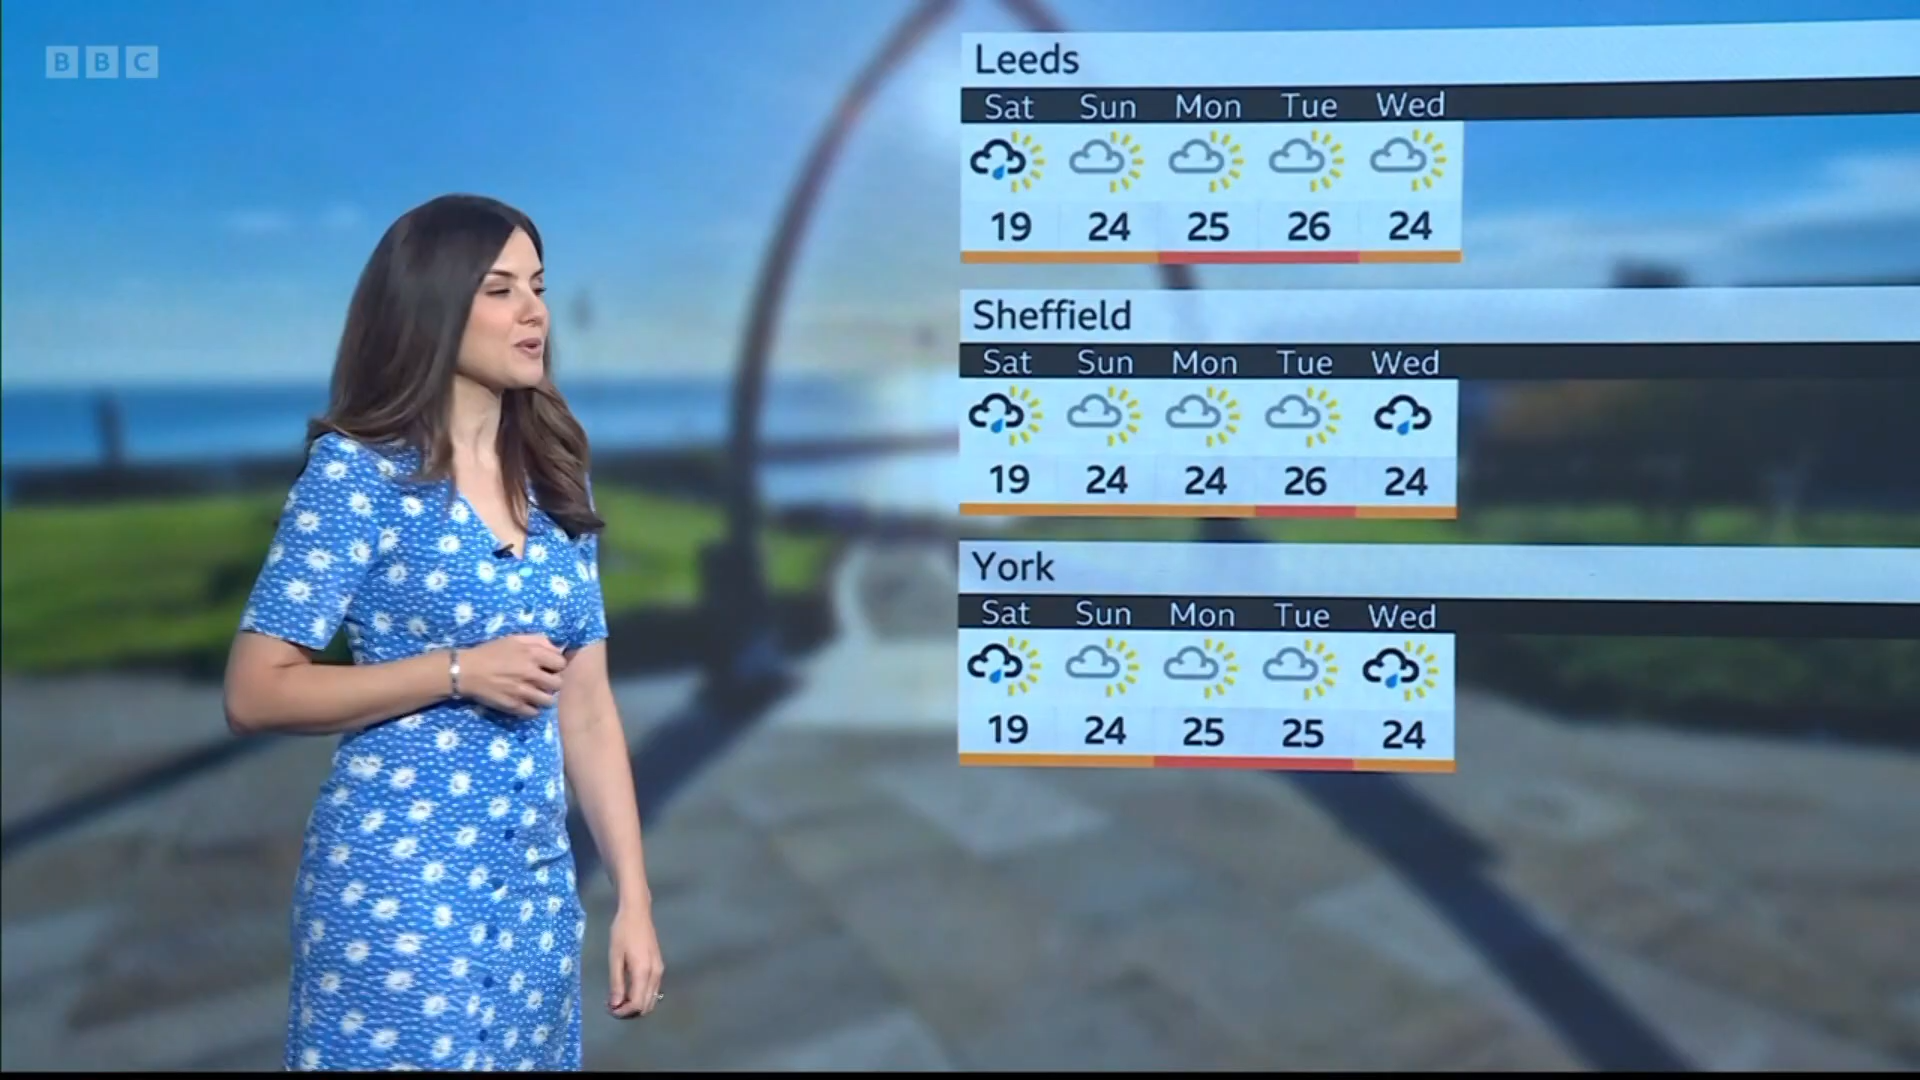 BBC
Leeds
Sat Sun Mon Tue Wed
19 24 25 26 24
Sheffield
Sat Sun Mon Tue Wed
19 24 24 26 24
York
Sat Sun Mon Tue Wed
19 24 25 25 24